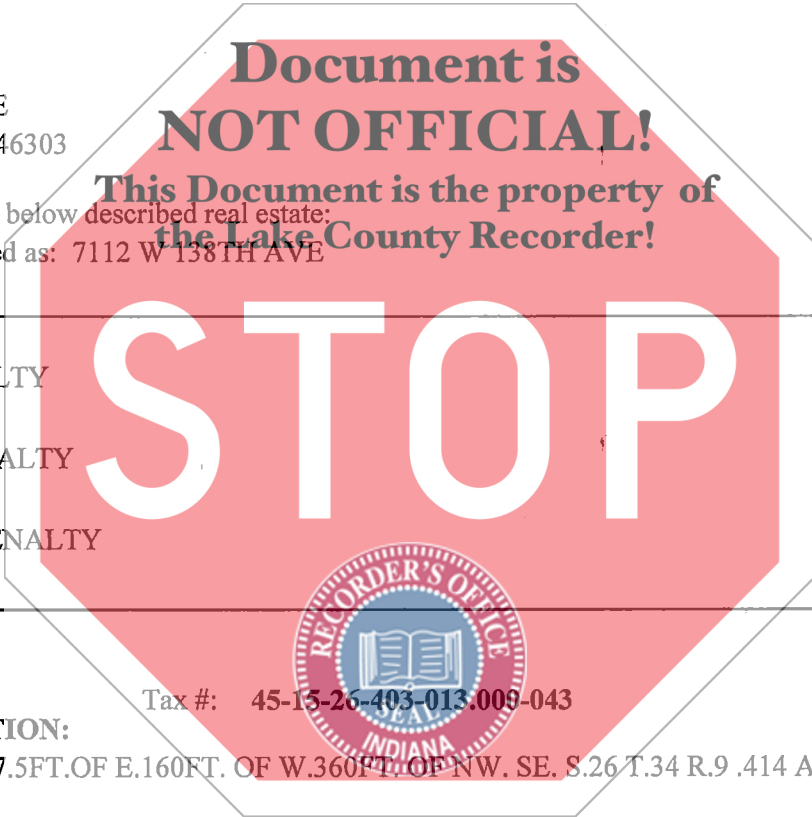 Document is
E
NOT OFFICIAL!
46303
This Document is the property of
below described real estate:
the Lake County Recorder!
ed as: 7112 W 138TH AVE
STOP
LTY
ALTY
NALTY
RECORDER'S OFFICE
SEAL
INDIANA
Tax #: 45-15-26-403-013.000-043
TION:
7.5FT.OF E.160FT. OF W.360FT. OF NW. SE. S.26 T.34 R.9 .414 A